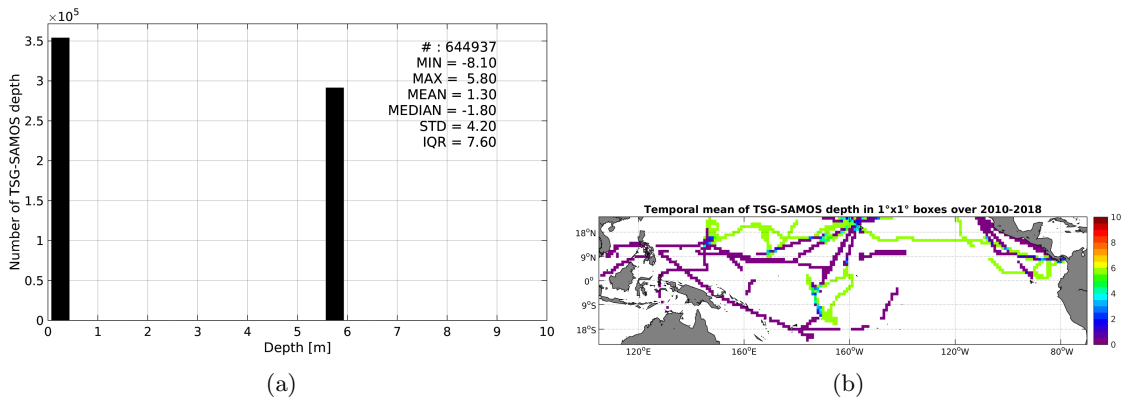 ×10⁵
3.5
3
2.5
2
1.5
1
0.5
0
Number of TSG-SAMOS depth
# : 644937
MIN = -8.10
MAX = 5.80
MEAN = 1.30
MEDIAN = -1.80
STD = 4.20
IQR = 7.60
0 1 2 3 4 5 6 7 8 9 10
Depth [m]
(a)
Temporal mean of TSG-SAMOS depth in 1°x1° boxes over 2010-2018
18°N
9°N
0°
9°S
18°S
120°E 160°E 160°W 120°W 80°W
10
8
6
4
2
0
(b)